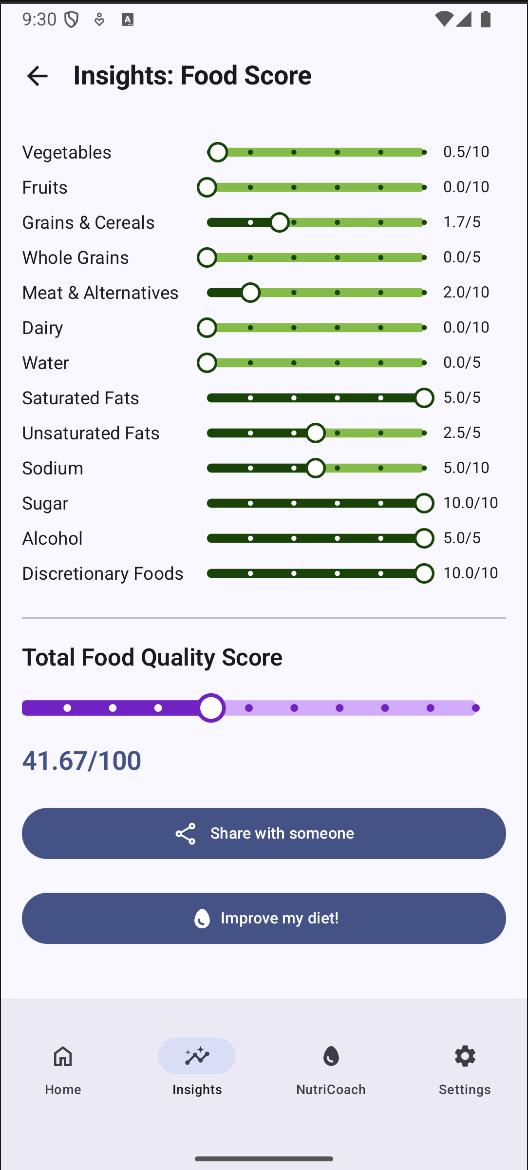 9:30
A
Insights: Food Score
Vegetables 0.5/10
Fruits 0.0/10
Grains & Cereals 1.7/5
Whole Grains 0.0/5
Meat & Alternatives 2.0/10
Dairy 0.0/10
Water 0.0/5
Saturated Fats 5.0/5
Unsaturated Fats 2.5/5
Sodium 5.0/10
Sugar 10.0/10
Alcohol 5.0/5
Discretionary Foods 10.0/10
Total Food Quality Score
41.67/100
Share with someone
Improve my diet!
Home Insights NutriCoach Settings